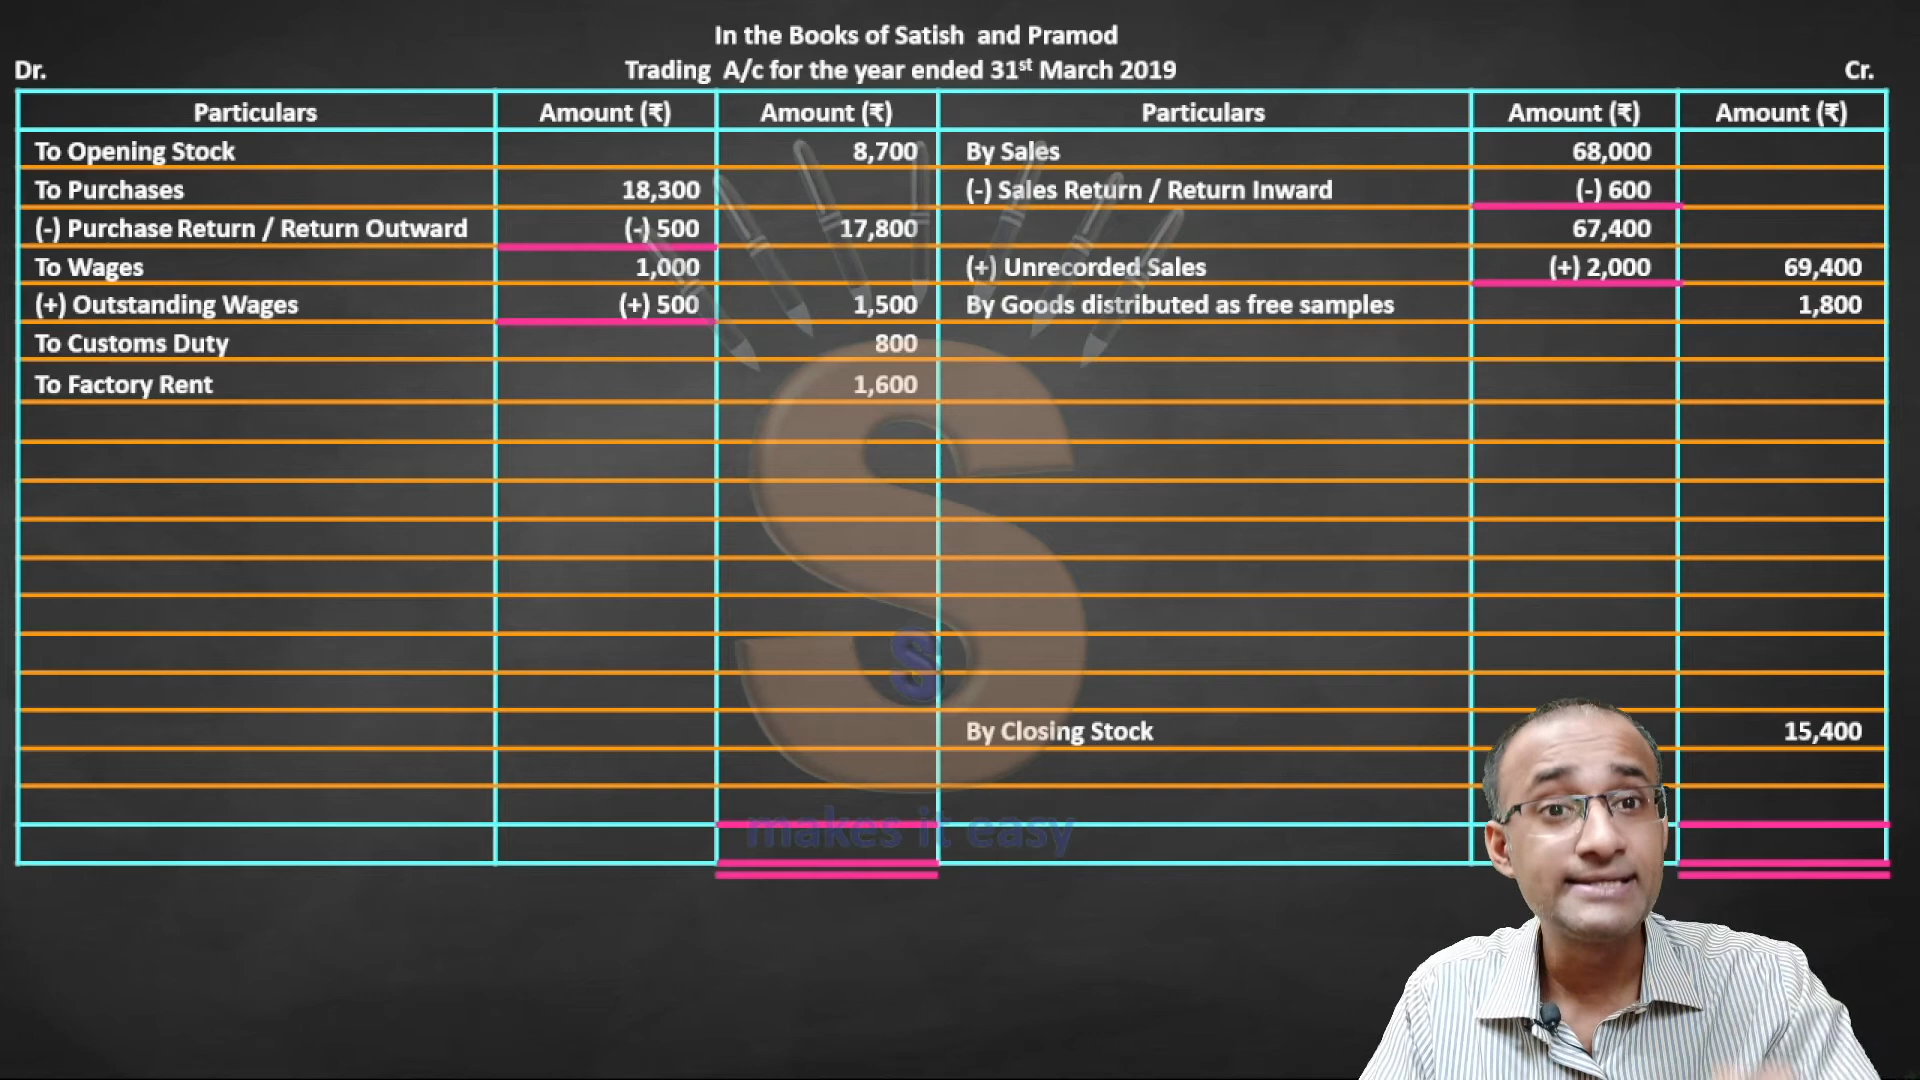 In the Books of Satish and Pramod
Dr. Trading A/c for the year ended 31st March 2019 Cr.
Particulars Amount (₹) Amount (₹) Particulars Amount (₹) Amount (₹)
To Opening Stock 8,700 By Sales 68,000
To Purchases 18,300 (-) Sales Return / Return Inward (-) 600
(-) Purchase Return / Return Outward (-) 500 17,800 67,400
To Wages 1,000 (+) Unrecorded Sales (+) 2,000 69,400
(+) Outstanding Wages (+) 500 1,500 By Goods distributed as free samples 1,800
To Customs Duty 800
To Factory Rent 1,600
S
S
By Closing Stock 15,400
makes it easy